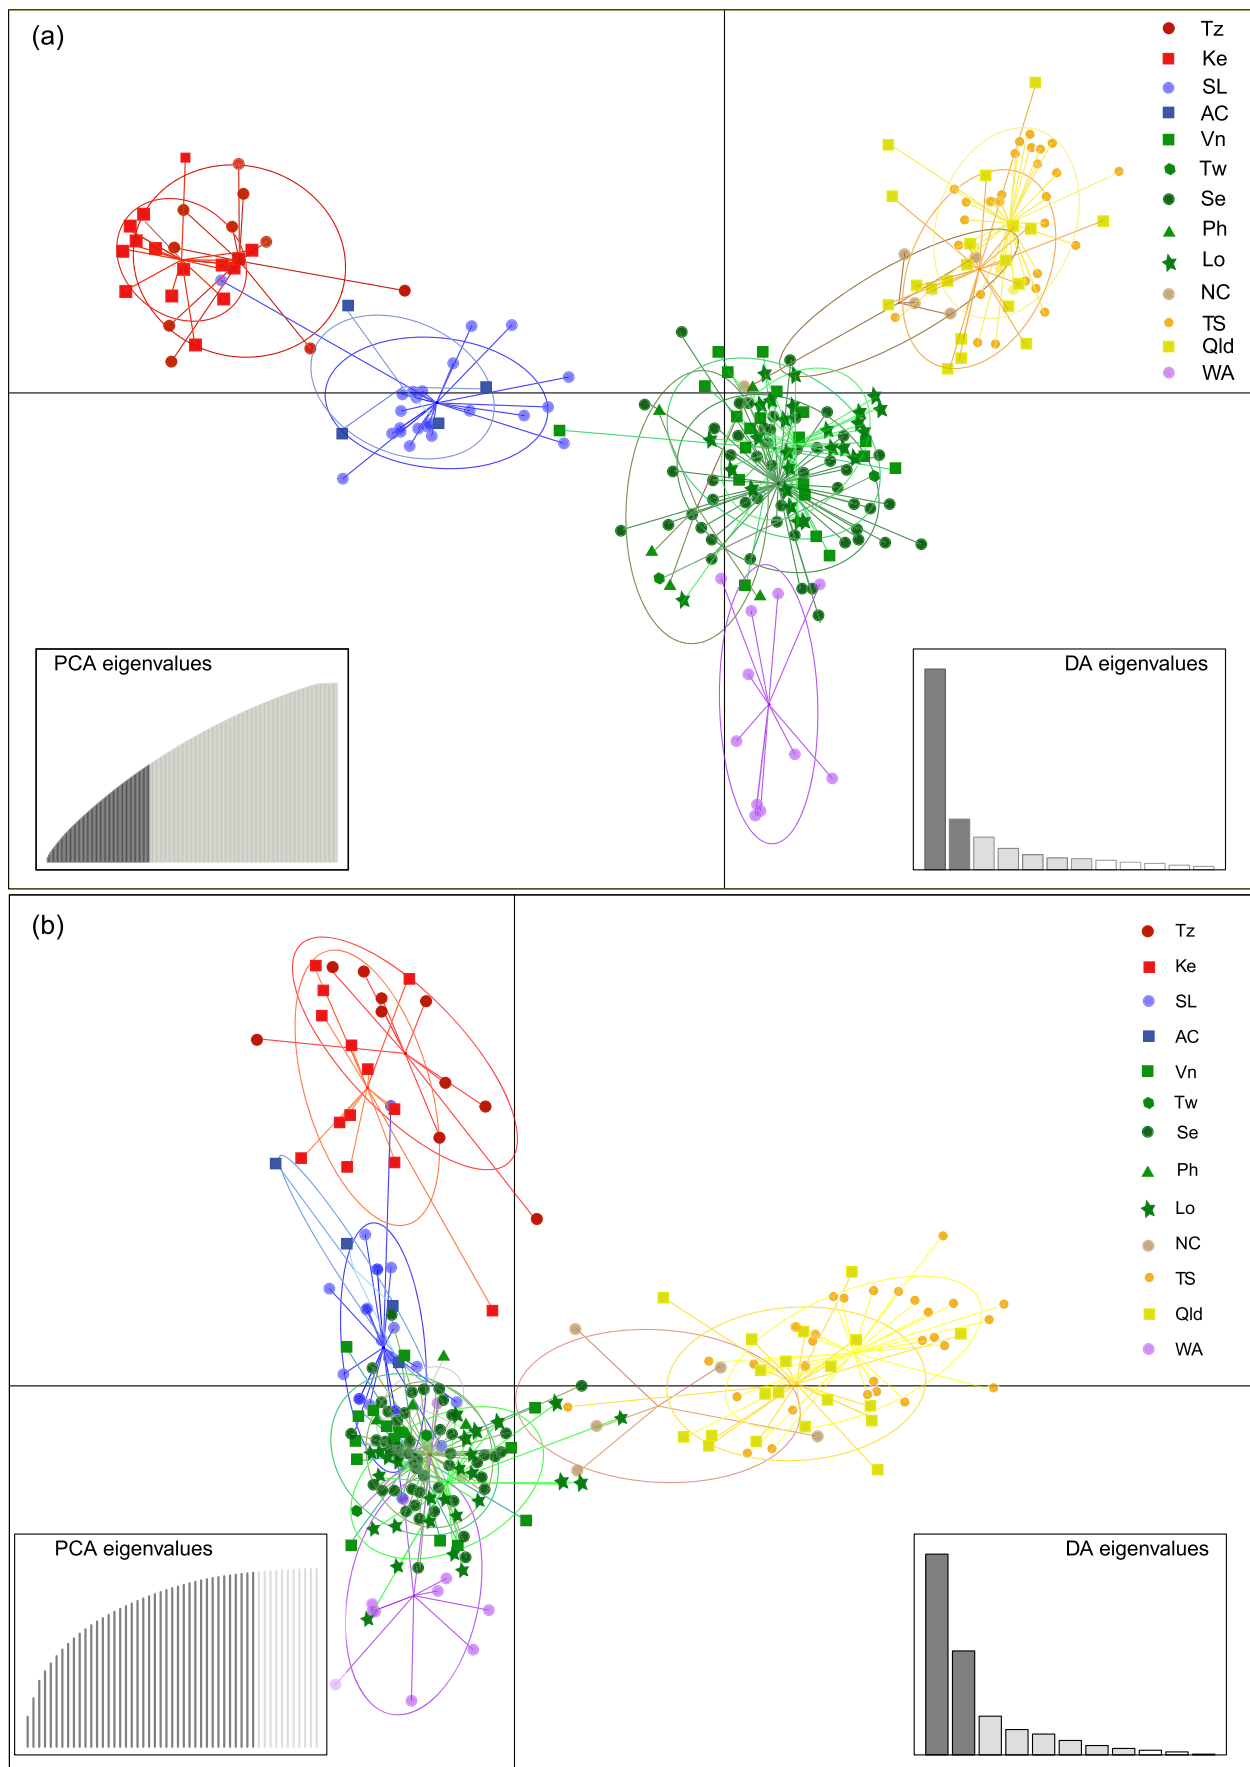 (a)
Tz
Ke
SL
AC
Vn
Tw
Se
Ph
Lo
NC
TS
Qld
WA
PCA eigenvalues
DA eigenvalues
(b)
Tz
Ke
SL
AC
Vn
Tw
Se
Ph
Lo
NC
TS
Qld
WA
PCA eigenvalues
DA eigenvalues